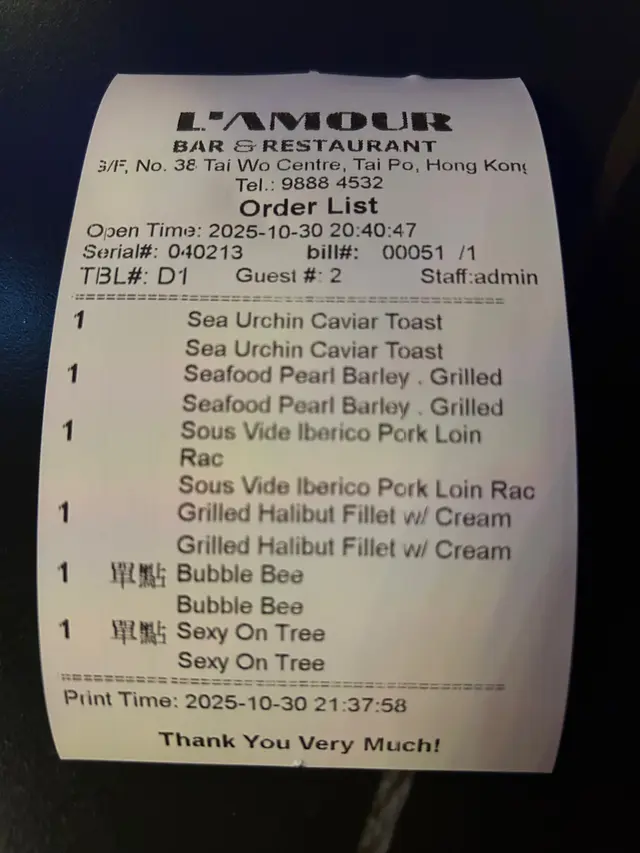 L'AMOUR
BAR & RESTAURANT
G/F, No. 38 Tai Wo Centre, Tai Po, Hong Kong
Tel.: 9888 4532
Order List
Open Time: 2025-10-30 20:40:47
Serial#: 040213 bill#: 00051 /1
TBL#: D1 Guest #: 2 Staff:admin
1 Sea Urchin Caviar Toast
Sea Urchin Caviar Toast
1 Seafood Pearl Barley . Grilled
Seafood Pearl Barley . Grilled
1 Sous Vide Iberico Pork Loin
Rac
Sous Vide Iberico Pork Loin Rac
1 Grilled Halibut Fillet w/ Cream
Grilled Halibut Fillet w/ Cream
1 單點 Bubble Bee
Bubble Bee
1 單點 Sexy On Tree
Sexy On Tree
Print Time: 2025-10-30 21:37:58
Thank You Very Much!